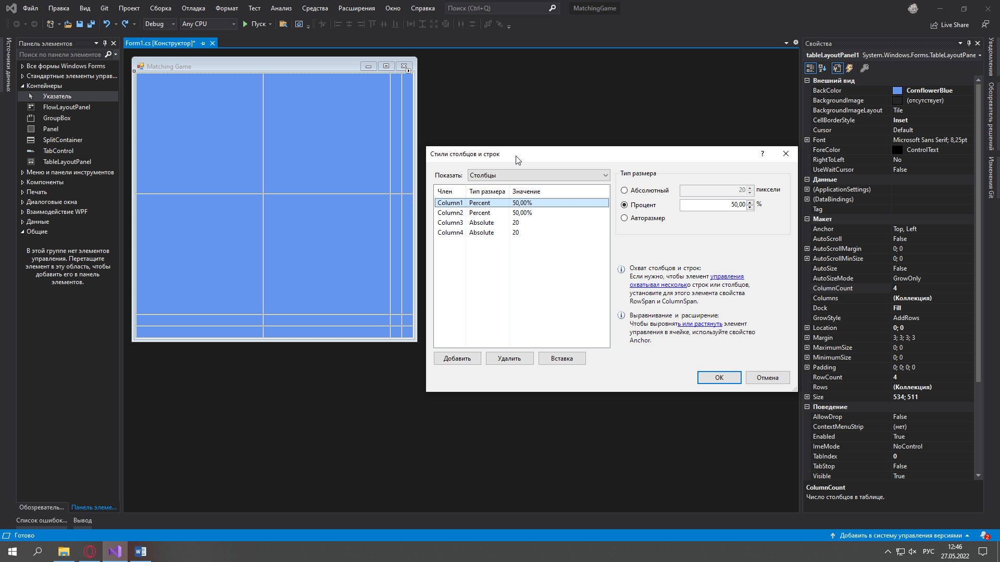 Файл Правка Вид Git Проект Сборка Отладка Формат Тест Анализ Средства Расширения Окно Справка Поиск (Ctrl+Q) MatchingGame
Debug Any CPU Пуск Live Share
Источники данных
Панель элементов
Поиск по панели элементов
Все формы Windows Forms
Стандартные элементы управ...
Контейнеры
Указатель
FlowLayoutPanel
GroupBox
Panel
SplitContainer
TabControl
TableLayoutPanel
Меню и панели инструментов
Компоненты
Печать
Диалоговые окна
Взаимодействие WPF
Данные
Общие
В этой группе нет элементов
управления. Перетащите
элемент в эту область, чтобы
добавить его в панель
элементов.
Обозреватель... Панель элеме...
Form1.cs [Конструктор]*
Matching Game
Стили столбцов и строк ?
Показать: Столбцы
Член Тип размера Значение
Column1 Percent 50,00%
Column2 Percent 50,00%
Column3 Absolute 20
Column4 Absolute 20
Добавить Удалить Вставка
Тип размера
Абсолютный 20 пиксели
Процент 50,00 %
Авторазмер
Охват столбцов и строк:
Если нужно, чтобы элемент управления
охватывал несколько строк или столбцов,
установите для этого элемента свойства
RowSpan и ColumnSpan.
Выравнивание и расширение:
Чтобы выровнять или растянуть элемент
управления в ячейке, используйте свойство
Anchor.
OK Отмена
Свойства
tableLayoutPanel1 System.Windows.Forms.TableLayoutPane
Внешний вид
BackColor CornflowerBlue
BackgroundImage (отсутствует)
BackgroundImageLayout Tile
CellBorderStyle Inset
Cursor Default
Font Microsoft Sans Serif; 8,25pt
ForeColor ControlText
RightToLeft No
UseWaitCursor False
Данные
(ApplicationSettings)
(DataBindings)
Tag
Макет
Anchor Top, Left
AutoScroll False
AutoScrollMargin 0; 0
AutoScrollMinSize 0; 0
AutoSize False
AutoSizeMode GrowOnly
ColumnCount 4
Columns (Коллекция)
Dock Fill
GrowStyle AddRows
Location 0; 0
Margin 3; 3; 3; 3
MaximumSize 0; 0
MinimumSize 0; 0
Padding 0; 0; 0; 0
RowCount 4
Rows (Коллекция)
Size 534; 511
Поведение
AllowDrop False
ContextMenuStrip (нет)
Enabled True
ImeMode NoControl
TabIndex 0
TabStop False
Visible True
ColumnCount
Число столбцов в таблице.
Уведомления
Обозреватель решений
Изменения Git
Список ошибок... Вывод
Готово Добавить в систему управления версиями 2
РУС 12:46
27.05.2022